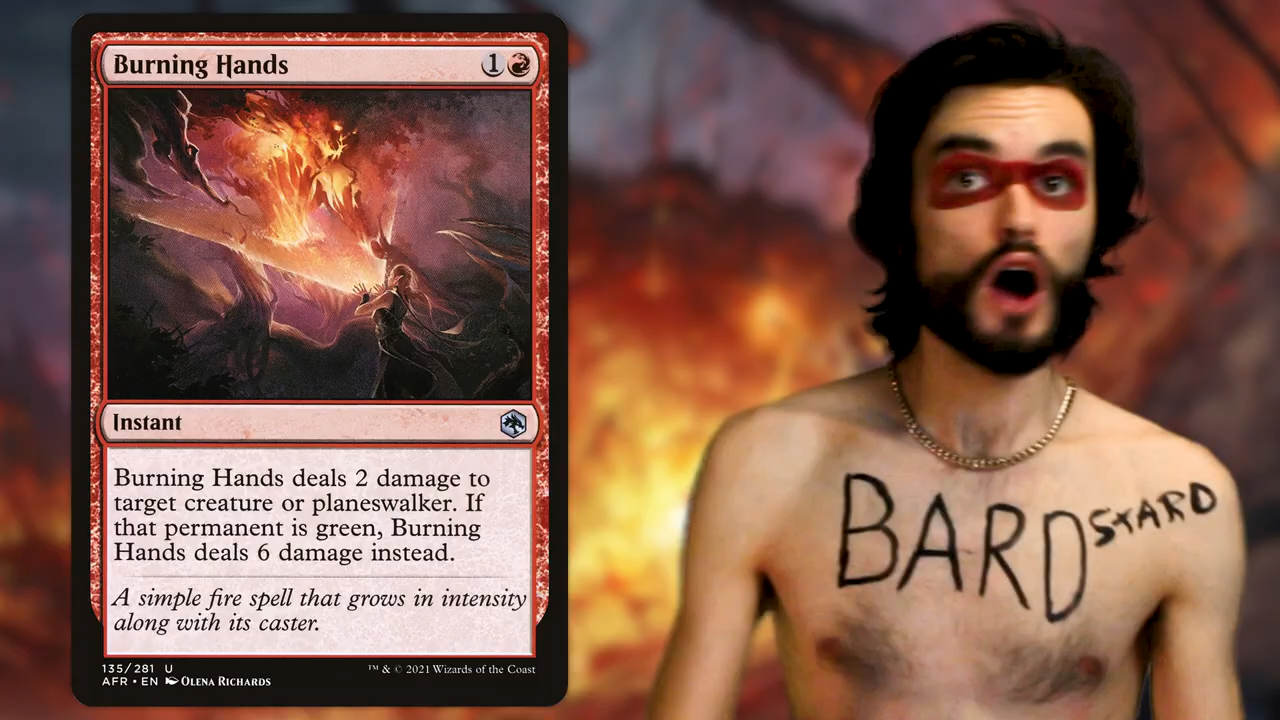 Burning Hands 1
Instant
Burning Hands deals 2 damage to
target creature or planeswalker. If
that permanent is green, Burning
Hands deals 6 damage instead.
A simple fire spell that grows in intensity
along with its caster.
135/281 U
AFR • EN OLENA RICHARDS
™ & © 2021 Wizards of the Coast
BARDSTARD